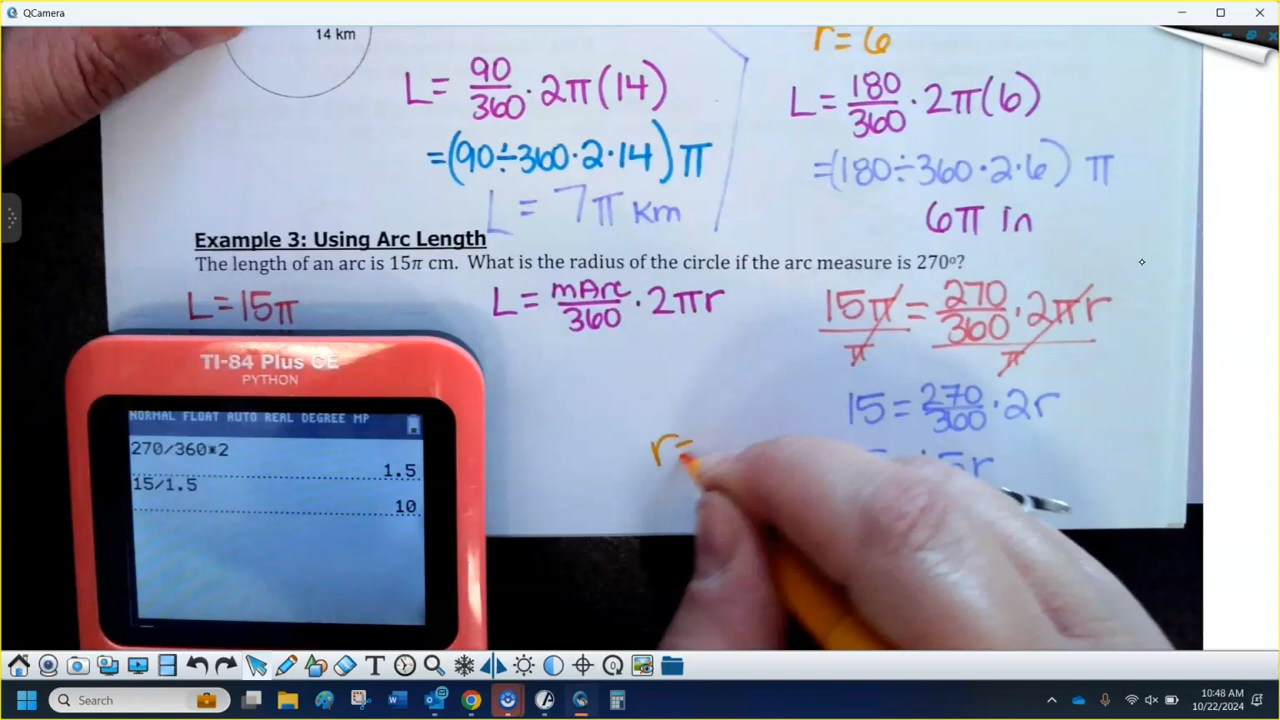 QCamera
14 km
r = 6
L = 90/360 · 2π(14)
= (90÷360·2·14) π
L = 7π Km
L = 180/360 · 2π(6)
= (180÷360·2·6) π
6π in
Example 3: Using Arc Length
The length of an arc is 15π cm. What is the radius of the circle if the arc measure is 270°?
L = 15π
L = mArc/360 · 2πr
15π/π = 270/360 · 2πr/π
15 = 270/360 · 2r
r=
TI-84 Plus CE
PYTHON
NORMAL FLOAT AUTO REAL DEGREE MP
270/360*2
1.5
15/1.5
10
Search
10:48 AM
10/22/2024